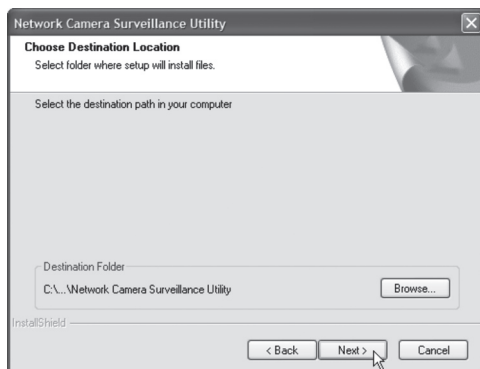 Network Camera Surveillance Utility
Choose Destination Location
Select folder where setup will install files.
Select the destination path in your computer
Destination Folder
C:\...\Network Camera Surveillance Utility
Browse...
InstallShield
< Back Next > Cancel